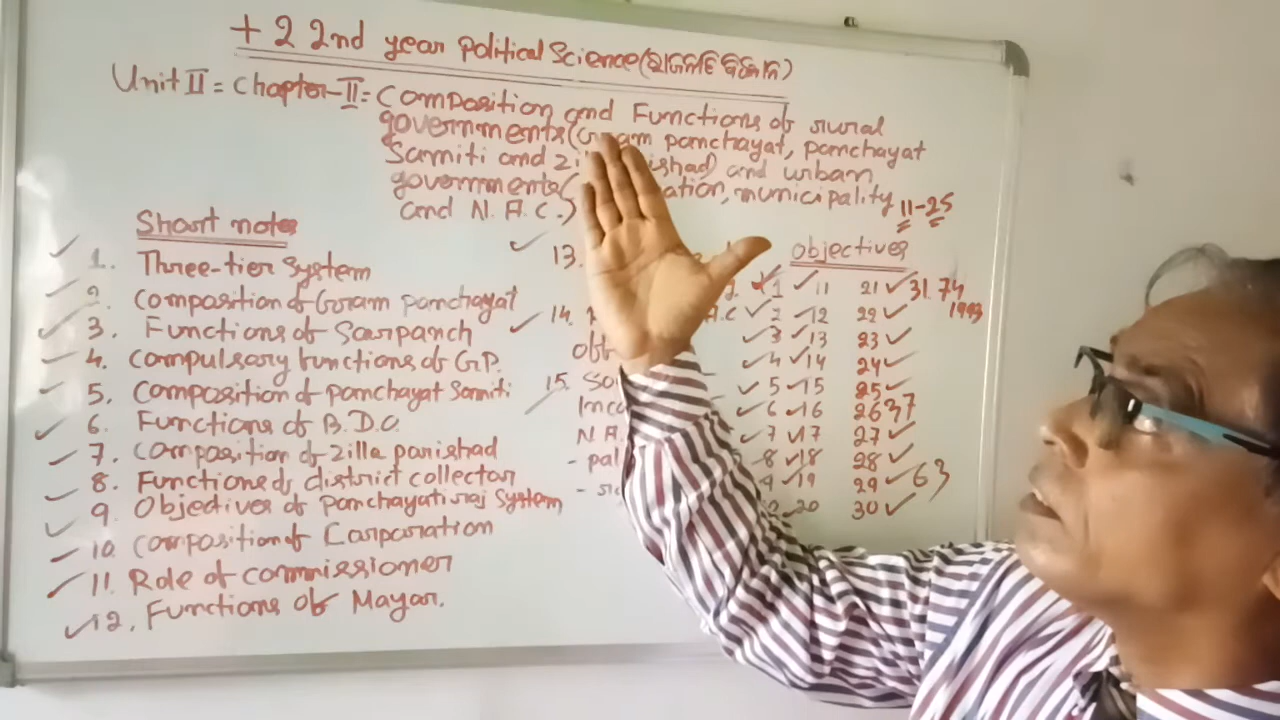 +2 2nd year Political Science (ରାଜନୀତି ବିଜ୍ଞାନ)
Unit II = Chapter-II = Composition and Functions of rural
governments (Gram panchayat, panchayat
Samiti and and urban
governments municipality
and N.A.C.) 11-25
Short notes
1. Three-tier System
2. Composition of Gram panchayat
3. Functions of Sarpanch
4. Compulsory functions of G.P.
5. Composition of panchayat Samiti
6. Functions of B.D.O.
7. Composition of zilla parishad
8. Functions of district collector
9. Objectives of panchayatiraj System
10. Composition of Corporation
11. Role of commissioner
12. Functions of Mayor.
13.
14.
15.
Objectives
1 11 21 31. 74
2 12 22 1993
3 13 23
4 14 24
5 15 25
6 16 26 37
7 17 27
8 18 28
9 19 29 63
20 30